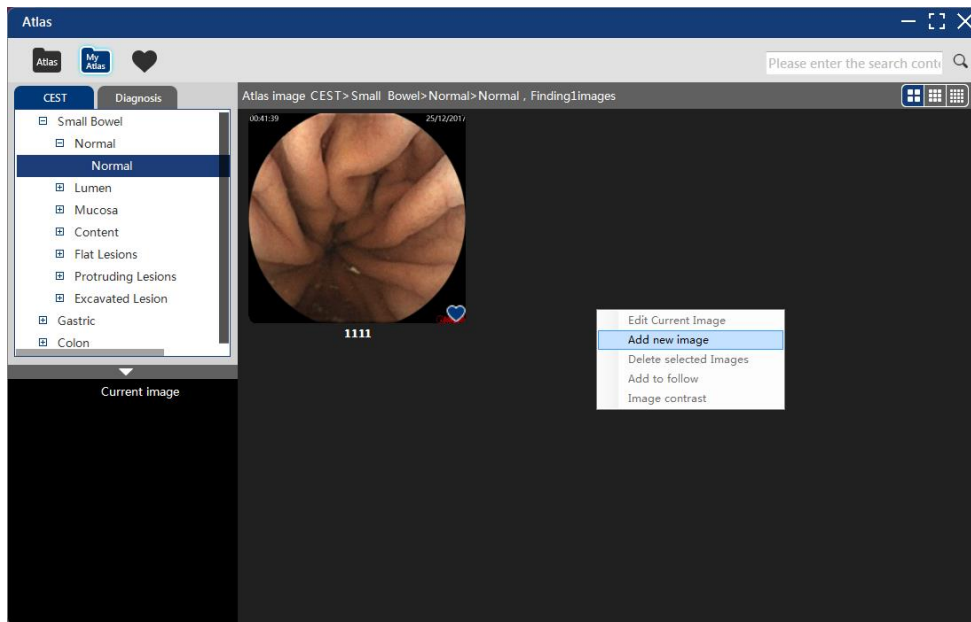 Atlas
Atlas
My Atlas
Please enter the search conte
CEST
Diagnosis
Atlas image CEST>Small Bowel>Normal>Normal , Finding1images
Small Bowel
Normal
Normal
Lumen
Mucosa
Content
Flat Lesions
Protruding Lesions
Excavated Lesion
Gastric
Colon
Current image
00:41:39
25/12/2017
1111
Edit Current Image
Add new image
Delete selected Images
Add to follow
Image contrast